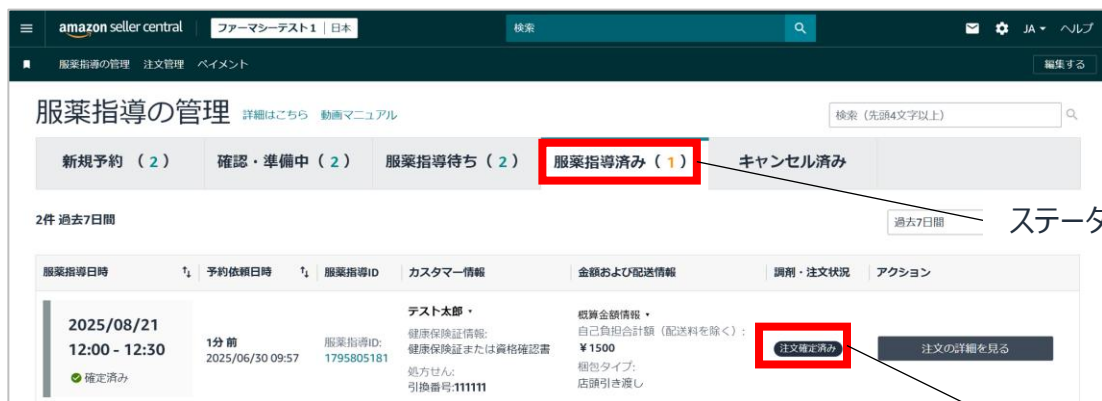 amazon seller central ファーマシーテスト1 | 日本 検索 JA ヘルプ
服薬指導の管理 注文管理 ペイメント 編集する
服薬指導の管理 詳細はこちら 動画マニュアル 検索 (先頭4文字以上)
新規予約 (2) 確認・準備中 (2) 服薬指導待ち (2) 服薬指導済み (1) キャンセル済み
2件 過去7日間 過去7日間 ステータ
服薬指導日時 予約依頼日時 服薬指導ID カスタマー情報 金額および配送情報 調剤・注文状況 アクション
2025/08/21
12:00 - 12:30
確定済み
1分前
2025/06/30 09:57
服薬指導ID:
1795805181
テスト太郎
健康保険証情報:
健康保険証または資格確認書
処方せん:
引換番号:111111
概算金額情報
自己負担合計額(配送料を除く):
¥1500
梱包タイプ:
店頭引き渡し
注文確定済み
注文の詳細を見る